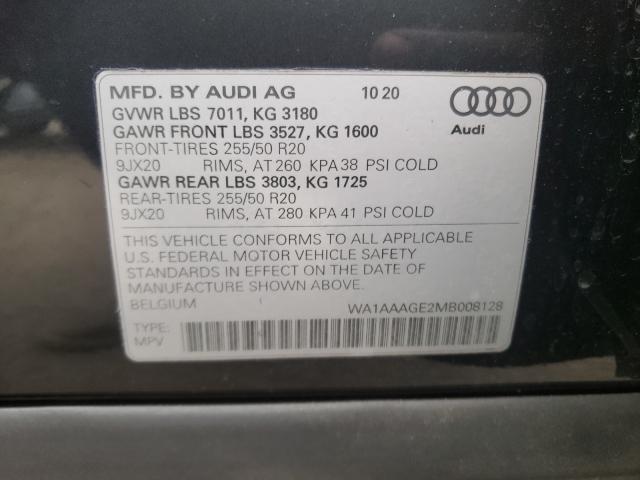 MFD. BY AUDI AG 10 20
GVWR LBS 7011, KG 3180
GAWR FRONT LBS 3527, KG 1600
FRONT-TIRES 255/50 R20
9JX20 RIMS, AT 260 KPA 38 PSI COLD
GAWR REAR LBS 3803, KG 1725
REAR-TIRES 255/50 R20
9JX20 RIMS, AT 280 KPA 41 PSI COLD
Audi
THIS VEHICLE CONFORMS TO ALL APPLICABLE
U.S. FEDERAL MOTOR VEHICLE SAFETY
STANDARDS IN EFFECT ON THE DATE OF
MANUFACTURE SHOWN ABOVE.
BELGIUM WA1AAAGE2MB008128
TYPE:
MPV